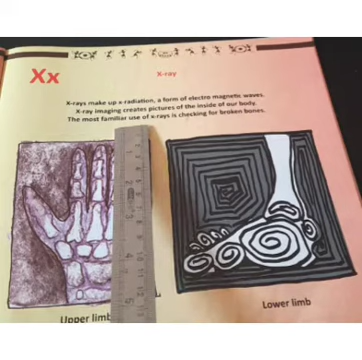 Xx
X-ray
X-rays make up x radiation, a form of electro magnetic waves.
X-ray imaging creates pictures of the inside of our body.
The most familiar use of x-rays is checking for broken bones.
Upper limb
Lower limb